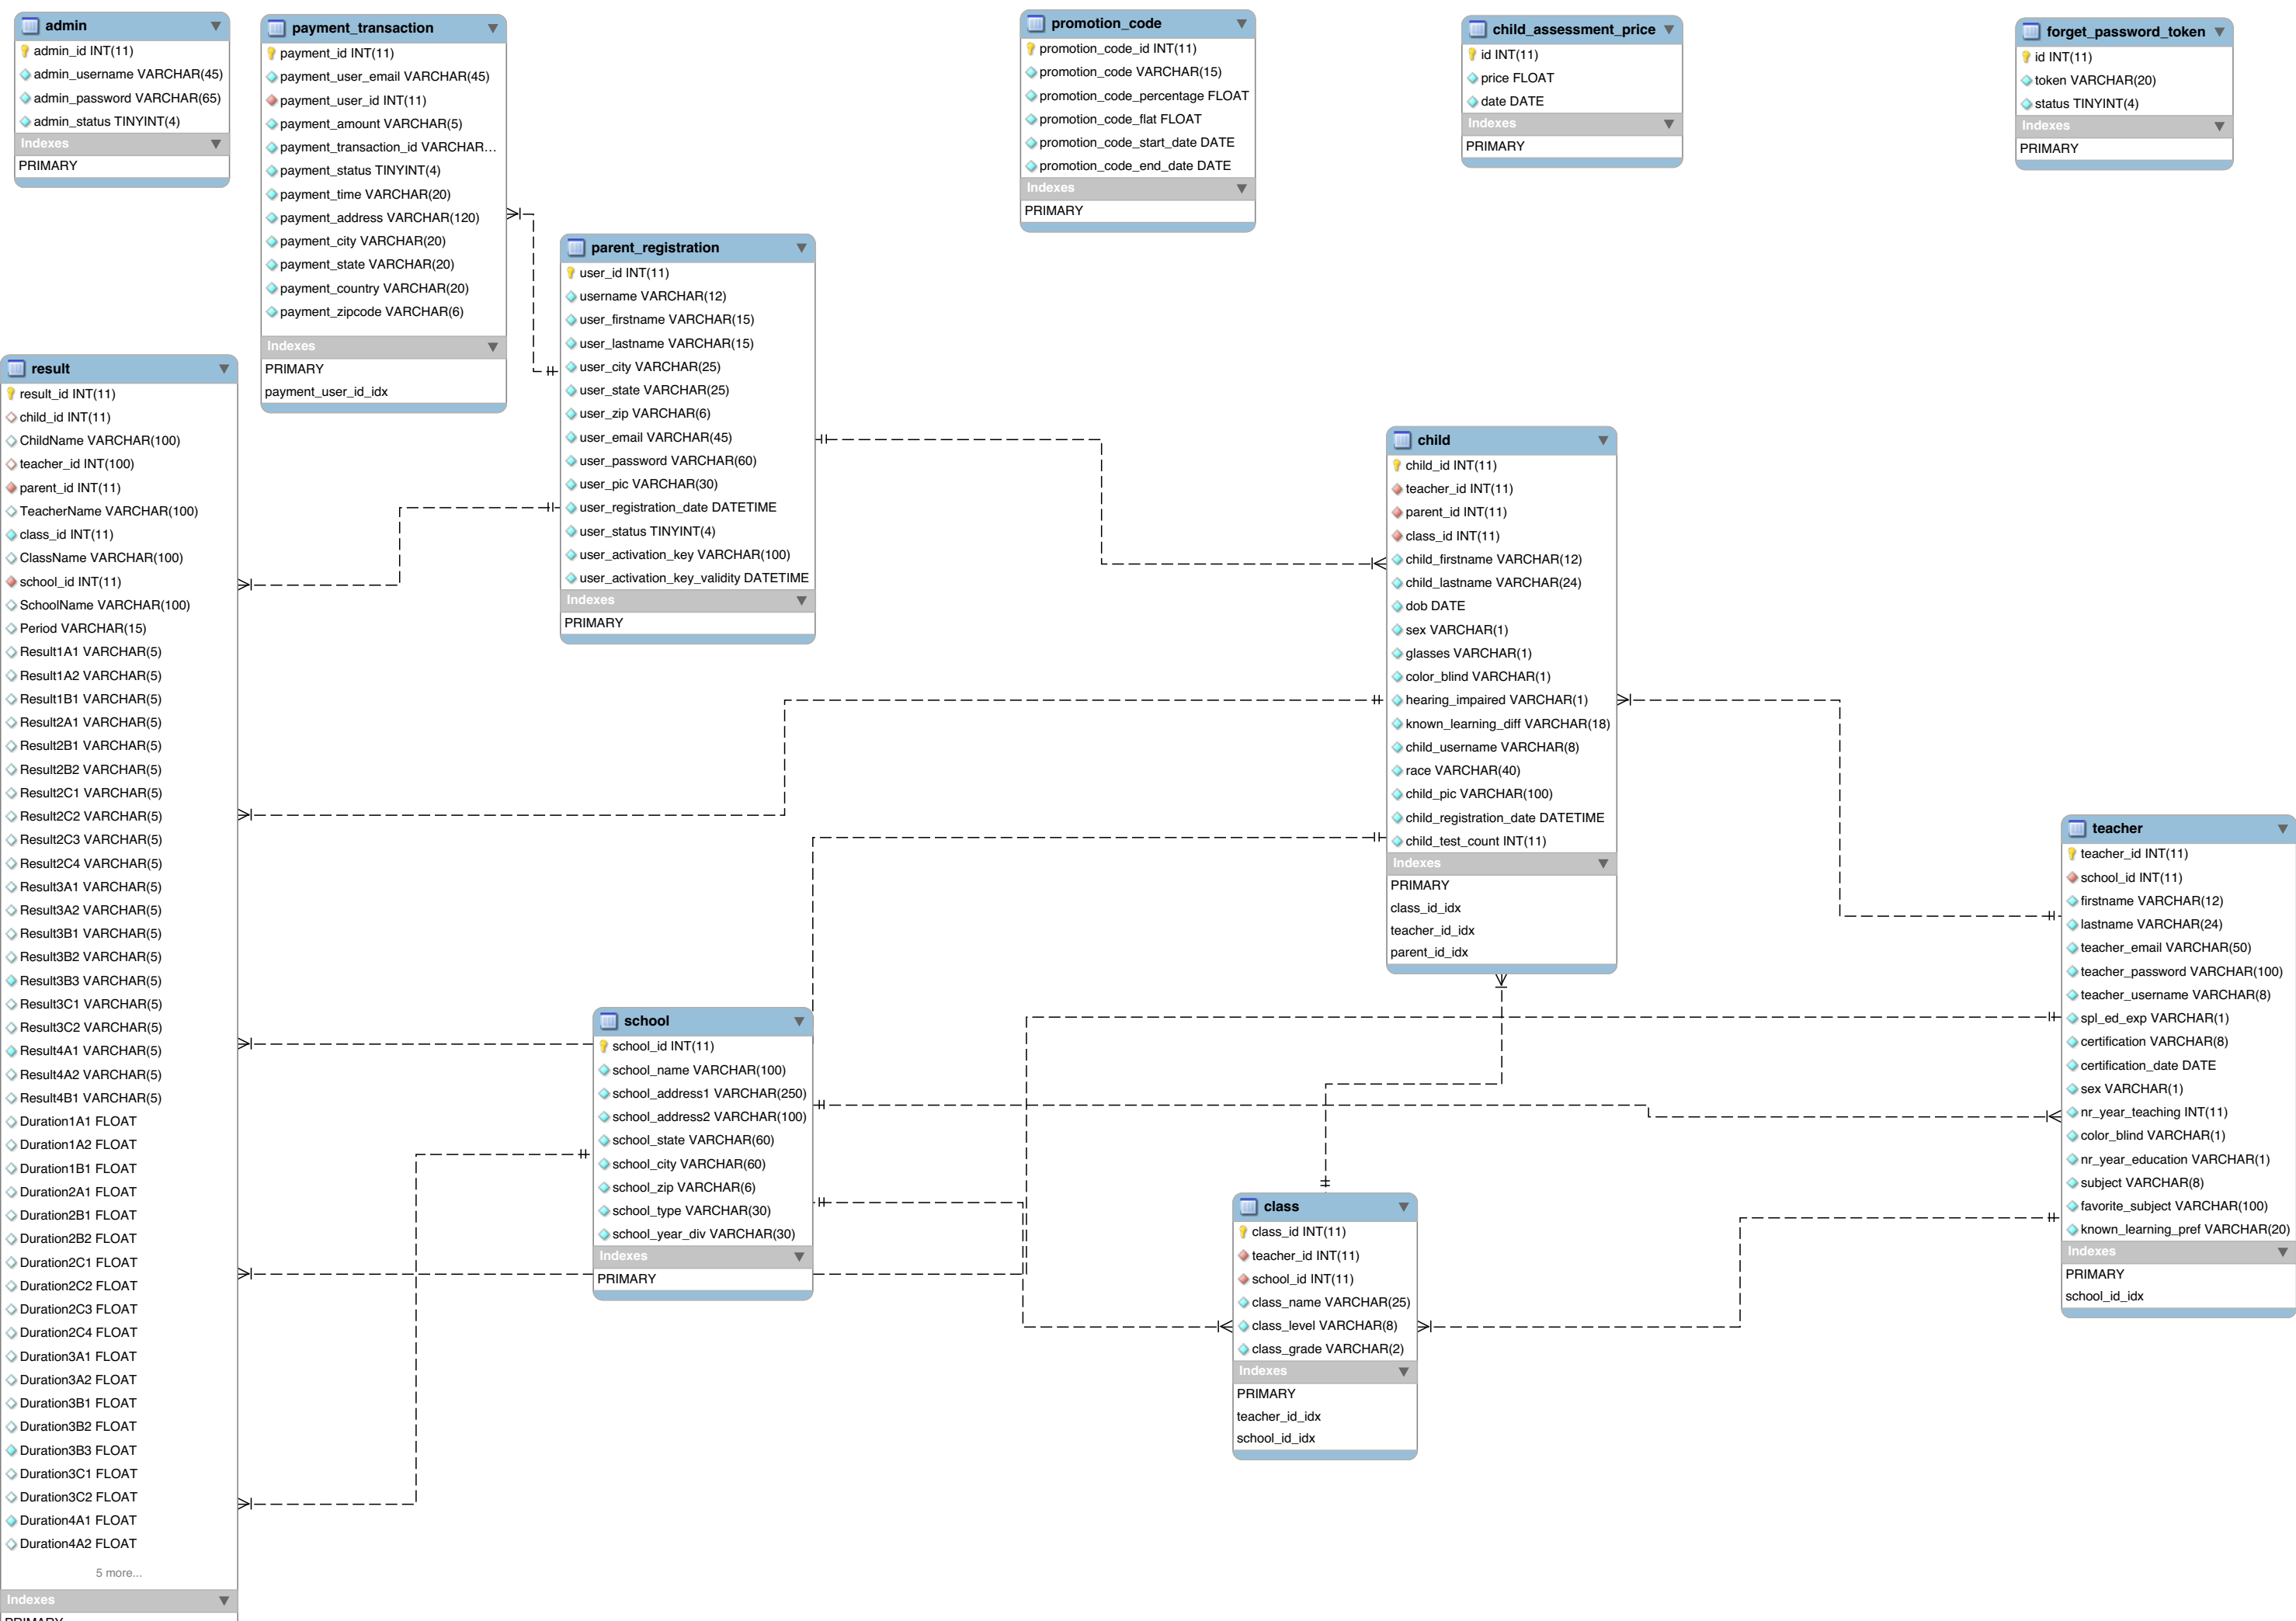 admin
admin_id INT(11)
admin_username VARCHAR(45)
admin_password VARCHAR(65)
admin_status TINYINT(4)
Indexes
PRIMARY
payment_transaction
payment_id INT(11)
payment_user_email VARCHAR(45)
payment_user_id INT(11)
payment_amount VARCHAR(5)
payment_transaction_id VARCHAR...
payment_status TINYINT(4)
payment_time VARCHAR(20)
payment_address VARCHAR(120)
payment_city VARCHAR(20)
payment_state VARCHAR(20)
payment_country VARCHAR(20)
payment_zipcode VARCHAR(6)
Indexes
PRIMARY
payment_user_id_idx
promotion_code
promotion_code_id INT(11)
promotion_code VARCHAR(15)
promotion_code_percentage FLOAT
promotion_code_flat FLOAT
promotion_code_start_date DATE
promotion_code_end_date DATE
Indexes
PRIMARY
child_assessment_price
id INT(11)
price FLOAT
date DATE
Indexes
PRIMARY
forget_password_token
id INT(11)
token VARCHAR(20)
status TINYINT(4)
Indexes
PRIMARY
parent_registration
user_id INT(11)
username VARCHAR(12)
user_firstname VARCHAR(15)
user_lastname VARCHAR(15)
user_city VARCHAR(25)
user_state VARCHAR(25)
user_zip VARCHAR(6)
user_email VARCHAR(45)
user_password VARCHAR(60)
user_pic VARCHAR(30)
user_registration_date DATETIME
user_status TINYINT(4)
user_activation_key VARCHAR(100)
user_activation_key_validity DATETIME
Indexes
PRIMARY
result
result_id INT(11)
child_id INT(11)
ChildName VARCHAR(100)
teacher_id INT(100)
parent_id INT(11)
TeacherName VARCHAR(100)
class_id INT(11)
ClassName VARCHAR(100)
school_id INT(11)
SchoolName VARCHAR(100)
Period VARCHAR(15)
Result1A1 VARCHAR(5)
Result1A2 VARCHAR(5)
Result1B1 VARCHAR(5)
Result2A1 VARCHAR(5)
Result2B1 VARCHAR(5)
Result2B2 VARCHAR(5)
Result2C1 VARCHAR(5)
Result2C2 VARCHAR(5)
Result2C3 VARCHAR(5)
Result2C4 VARCHAR(5)
Result3A1 VARCHAR(5)
Result3A2 VARCHAR(5)
Result3B1 VARCHAR(5)
Result3B2 VARCHAR(5)
Result3B3 VARCHAR(5)
Result3C1 VARCHAR(5)
Result3C2 VARCHAR(5)
Result4A1 VARCHAR(5)
Result4A2 VARCHAR(5)
Result4B1 VARCHAR(5)
Duration1A1 FLOAT
Duration1A2 FLOAT
Duration1B1 FLOAT
Duration2A1 FLOAT
Duration2B1 FLOAT
Duration2B2 FLOAT
Duration2C1 FLOAT
Duration2C2 FLOAT
Duration2C3 FLOAT
Duration2C4 FLOAT
Duration3A1 FLOAT
Duration3A2 FLOAT
Duration3B1 FLOAT
Duration3B2 FLOAT
Duration3B3 FLOAT
Duration3C1 FLOAT
Duration3C2 FLOAT
Duration4A1 FLOAT
Duration4A2 FLOAT
5 more...
Indexes
PRIMARY
child
child_id INT(11)
teacher_id INT(11)
parent_id INT(11)
class_id INT(11)
child_firstname VARCHAR(12)
child_lastname VARCHAR(24)
dob DATE
sex VARCHAR(1)
glasses VARCHAR(1)
color_blind VARCHAR(1)
hearing_impaired VARCHAR(1)
known_learning_diff VARCHAR(18)
child_username VARCHAR(8)
race VARCHAR(40)
child_pic VARCHAR(100)
child_registration_date DATETIME
child_test_count INT(11)
Indexes
PRIMARY
class_id_idx
teacher_id_idx
parent_id_idx
teacher
teacher_id INT(11)
school_id INT(11)
firstname VARCHAR(12)
lastname VARCHAR(24)
teacher_email VARCHAR(50)
teacher_password VARCHAR(100)
teacher_username VARCHAR(8)
spl_ed_exp VARCHAR(1)
certification VARCHAR(8)
certification_date DATE
sex VARCHAR(1)
nr_year_teaching INT(11)
color_blind VARCHAR(1)
nr_year_education VARCHAR(1)
subject VARCHAR(8)
favorite_subject VARCHAR(100)
known_learning_pref VARCHAR(20)
Indexes
PRIMARY
school_id_idx
school
school_id INT(11)
school_name VARCHAR(100)
school_address1 VARCHAR(250)
school_address2 VARCHAR(100)
school_state VARCHAR(60)
school_city VARCHAR(60)
school_zip VARCHAR(6)
school_type VARCHAR(30)
school_year_div VARCHAR(30)
Indexes
PRIMARY
class
class_id INT(11)
teacher_id INT(11)
school_id INT(11)
class_name VARCHAR(25)
class_level VARCHAR(8)
class_grade VARCHAR(2)
Indexes
PRIMARY
teacher_id_idx
school_id_idx